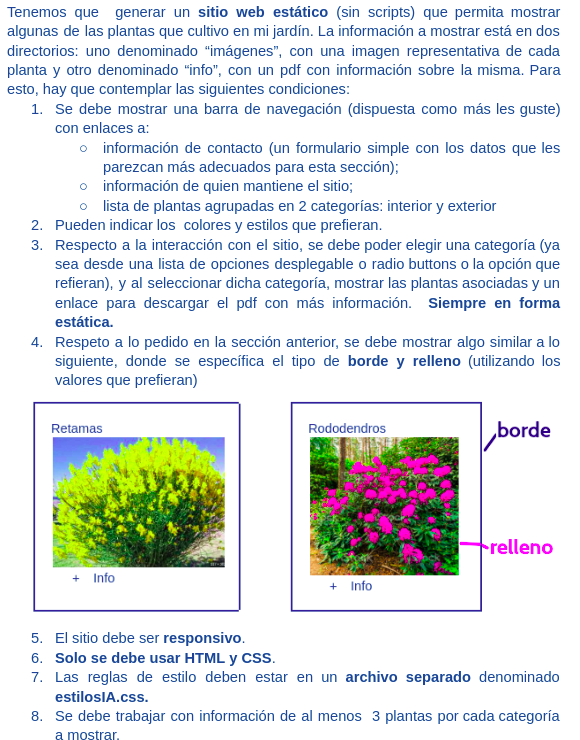 Tenemos que generar un sitio web estático (sin scripts) que permita mostrar
algunas de las plantas que cultivo en mi jardín. La información a mostrar está en dos
directorios: uno denominado “imágenes”, con una imagen representativa de cada
planta y otro denominado “info”, con un pdf con información sobre la misma. Para
esto, hay que contemplar las siguientes condiciones:
1. Se debe mostrar una barra de navegación (dispuesta como más les guste)
con enlaces a:
○ información de contacto (un formulario simple con los datos que les
parezcan más adecuados para esta sección);
○ información de quien mantiene el sitio;
○ lista de plantas agrupadas en 2 categorías: interior y exterior
2. Pueden indicar los colores y estilos que prefieran.
3. Respecto a la interacción con el sitio, se debe poder elegir una categoría (ya
sea desde una lista de opciones desplegable o radio buttons o la opción que
refieran), y al seleccionar dicha categoría, mostrar las plantas asociadas y un
enlace para descargar el pdf con más información. Siempre en forma
estática.
4. Respeto a lo pedido en la sección anterior, se debe mostrar algo similar a lo
siguiente, donde se específica el tipo de borde y relleno (utilizando los
valores que prefieran)
Retamas
+ Info
Rododendros
+ Info
borde
relleno
5. El sitio debe ser responsivo.
6. Solo se debe usar HTML y CSS.
7. Las reglas de estilo deben estar en un archivo separado denominado
estilosIA.css.
8. Se debe trabajar con información de al menos 3 plantas por cada categoría
a mostrar.